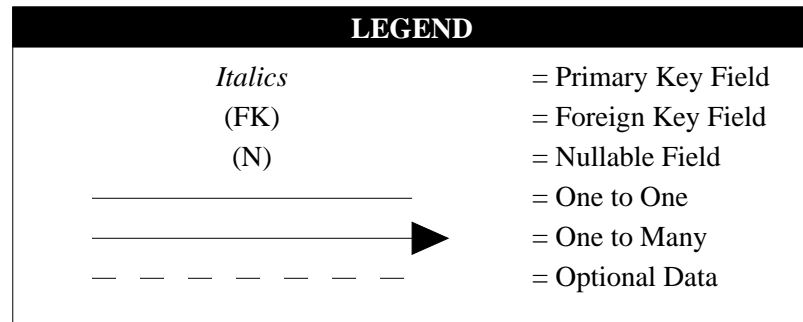 LEGEND
Italics = Primary Key Field
(FK) = Foreign Key Field
(N) = Nullable Field
= One to One
= One to Many
= Optional Data